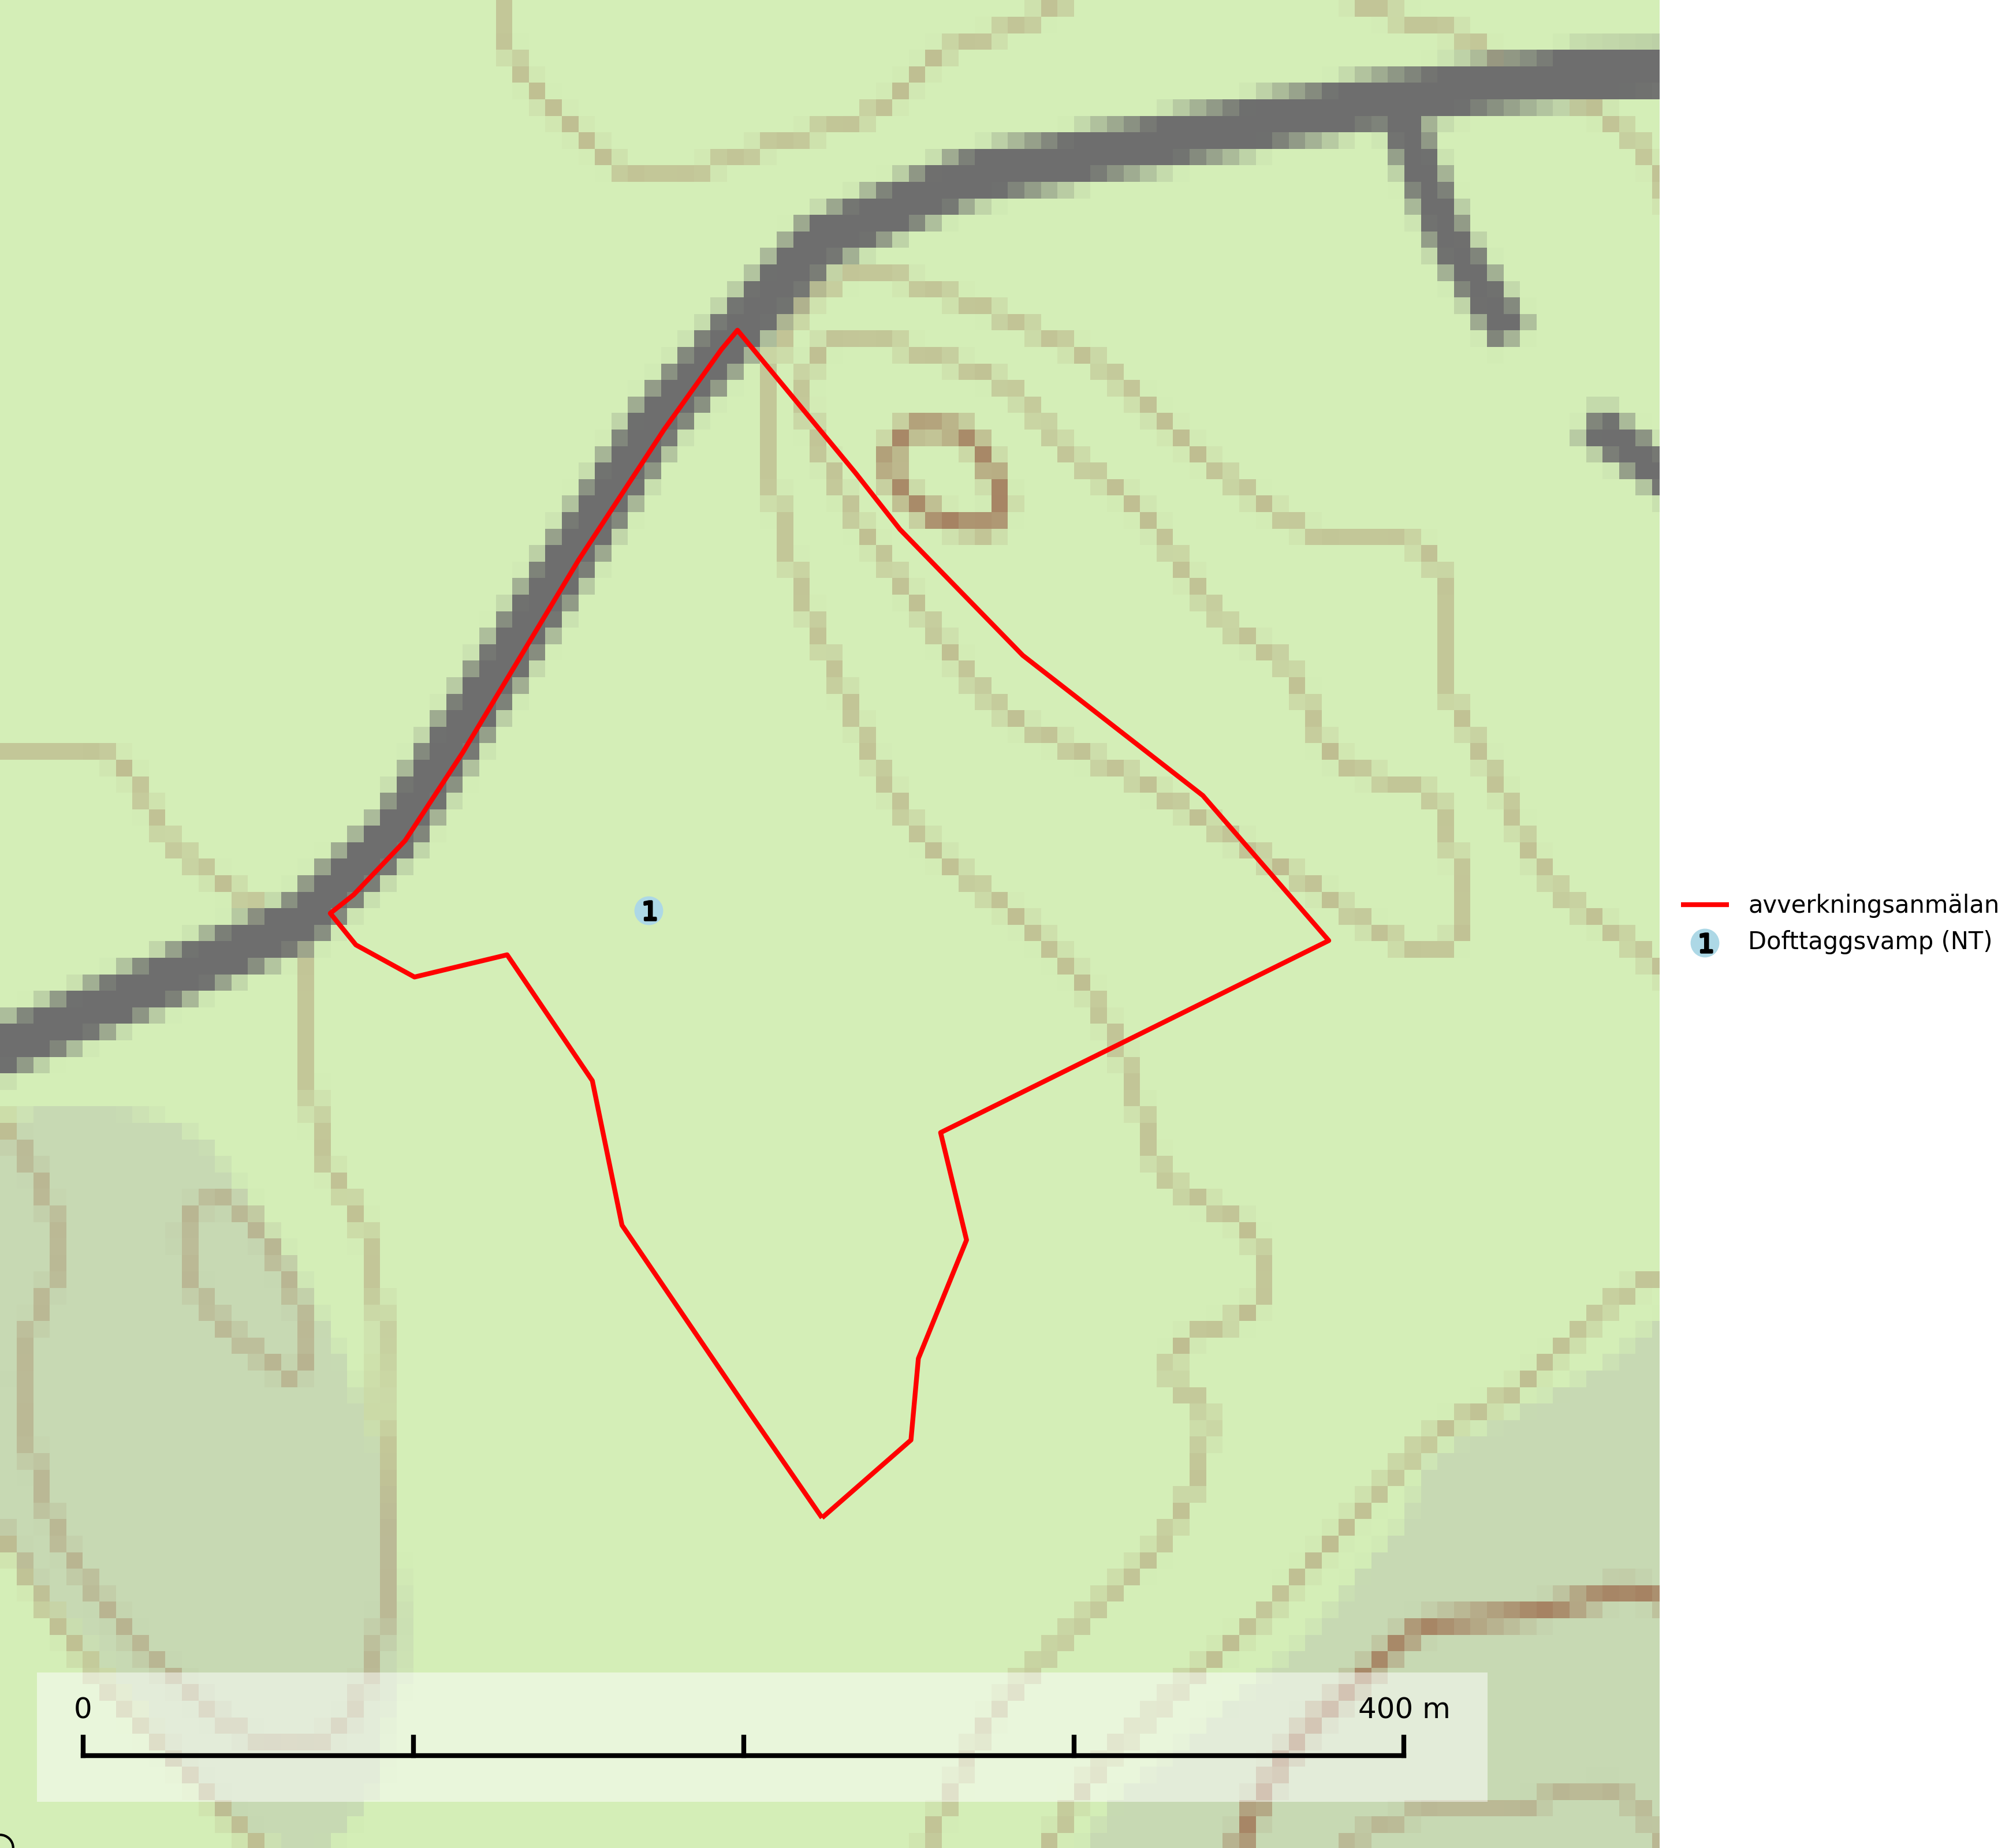 1
avverkningsanmälan
1 Dofttaggsvamp (NT)
0 400 m